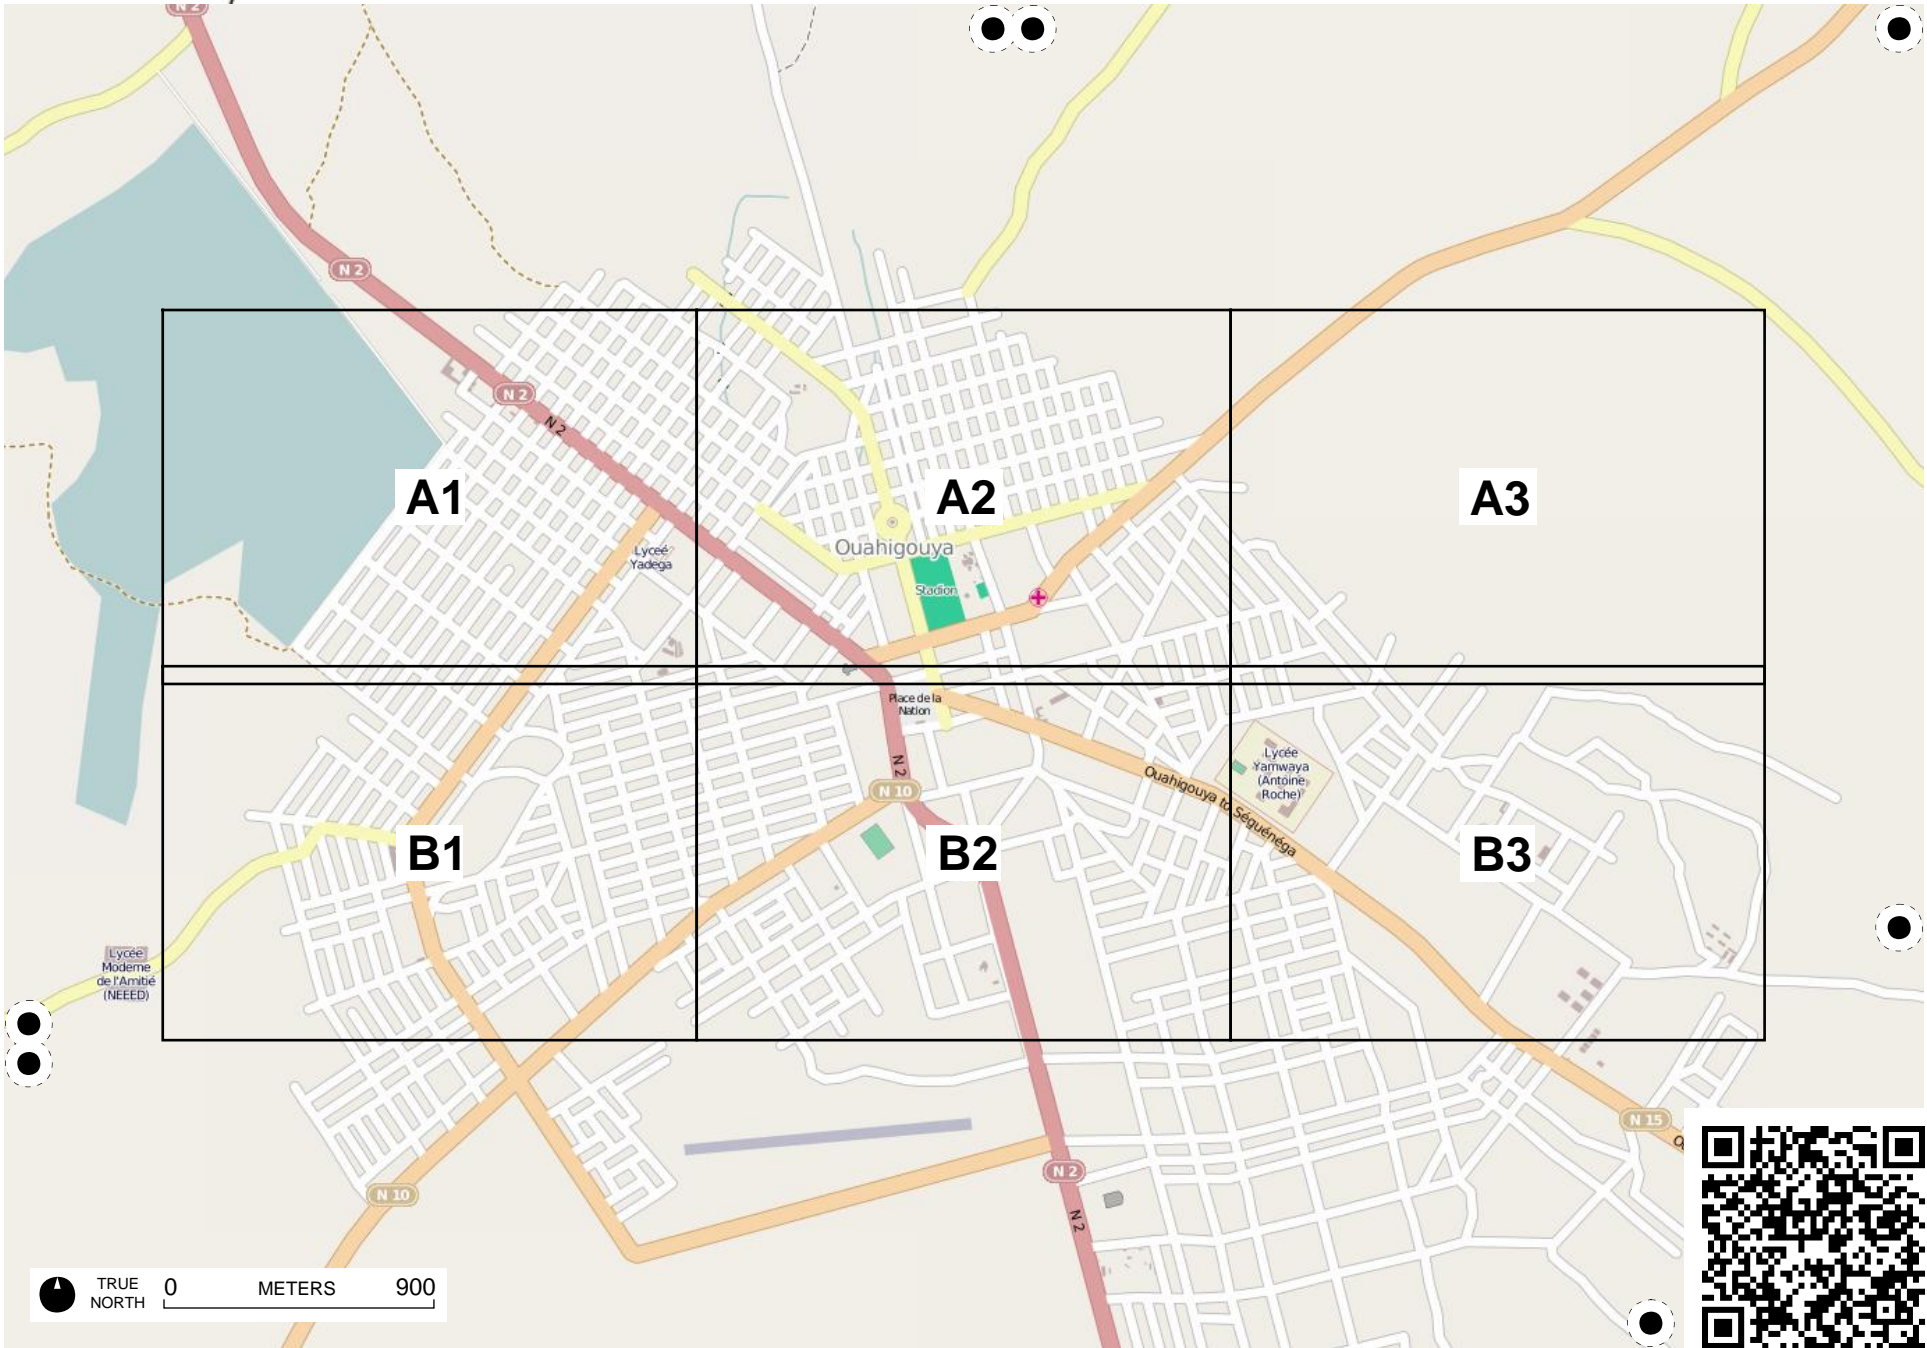 N 2
N 2
N 2
N 2
A1
A2
A3
Lyceé
Yadega
Ouahigouya
Stadion
Place de la
Nation
N 2
N 10
Ouahigouya to Séguénéga
Lycée
Yamwaya
(Antoine
Roche)
B1
B2
B3
Lycée
Moderne
de l'Amitié
(NEEED)
N 15
N 2
N 10
N 2
TRUE
NORTH
0
METERS
900